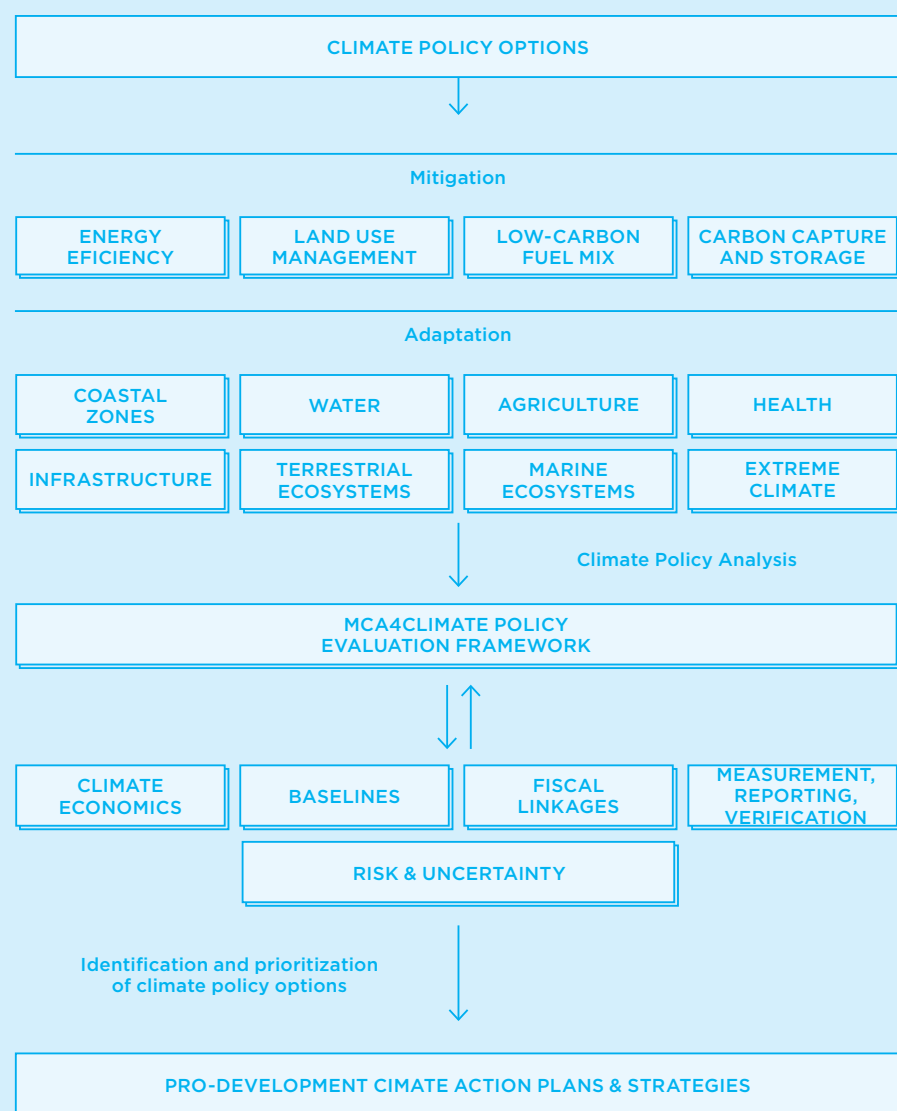 CLIMATE POLICY OPTIONS
Mitigation
ENERGY
EFICIENCY
LAND USE
MANAGEMENT
LOW-CARBON
FUEL MIX
CARBON CAPTURE
AND STORAGE
Adaptation
COASTAL
ZONES
WATER
AGRICULTURE
HEALTH
INFRASTRUCTURE
TERRESTRIAL
ECOSYSTEMS
MARINE
ECOSYSTEMS
EXTREME
CLIMATE
Climate Policy Analysis
MCA4CLIMATE POLICY
EVALUATION FRAMEWORK
CLIMATE
ECONOMICS
BASELINES
FISCAL
LINKAGES
MEASUREMENT,
REPORTING,
VERIFICATION
RISK & UNCERTAINTY
Identification and prioritization
of climate policy options
PRO-DEVELOPMENT CIMATE ACTION PLANS & STRATEGIES